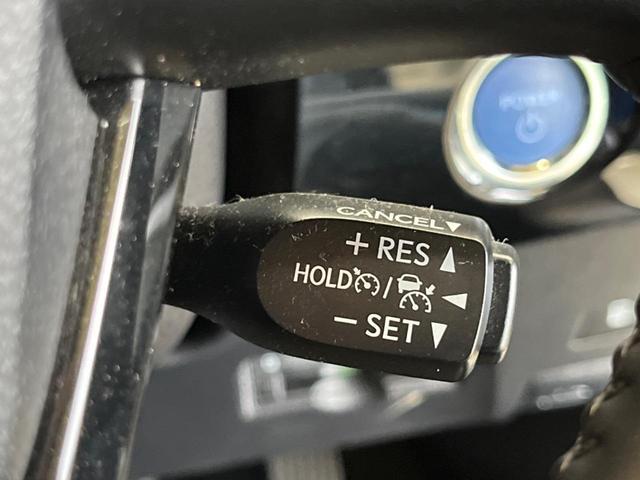 POWER
CANCEL▼
+ RES ▲
HOLD / ◀
− SET ▼